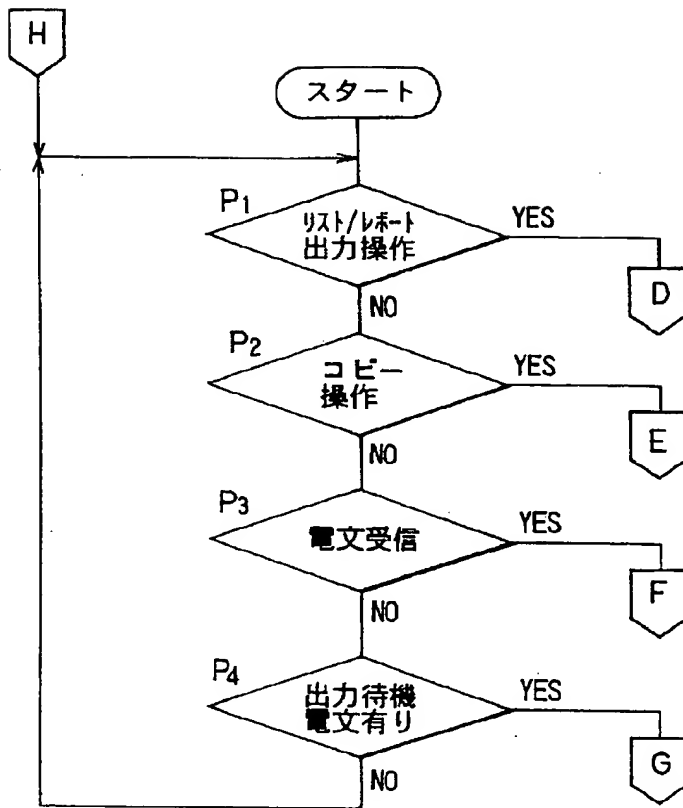 H
スタート
P1
リスト/レポート
出力操作
YES
D
NO
P2
コピー
操作
YES
E
NO
P3
電文受信
YES
F
NO
P4
出力待機
電文有り
YES
G
NO